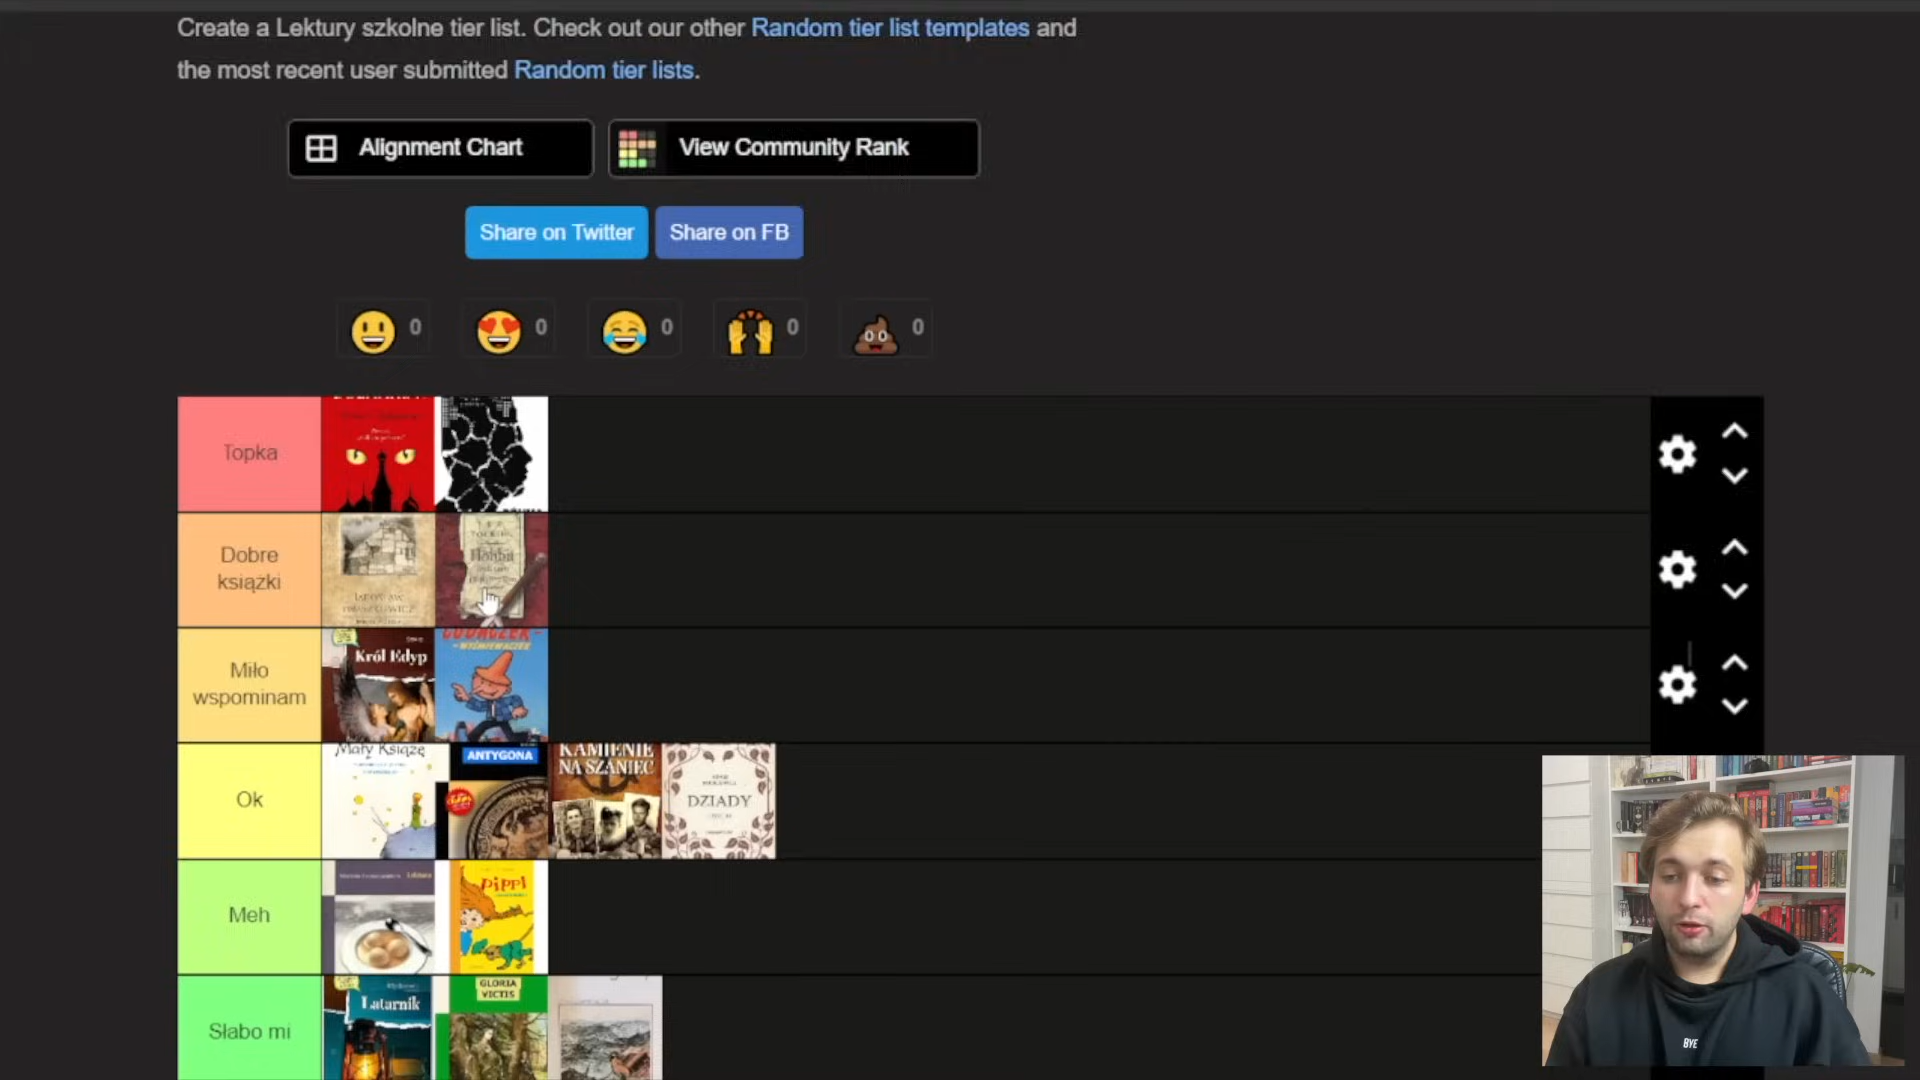 Create a Lektury szkolne tier list. Check out our other Random tier list templates and
the most recent user submitted Random tier lists.
Alignment Chart
View Community Rank
Share on Twitter
Share on FB
0
0
0
0
0
Topka
Dobre
książki
Hobbit
Miło
wspominam
Król Edyp
Ok
Mały Książę
ANTYGONA
KAMIENIE
NA SZANIEC
DZIADY
Meh
Pippi
Słabo mi
Latarnik
GLORIA
VICTIS
BYE